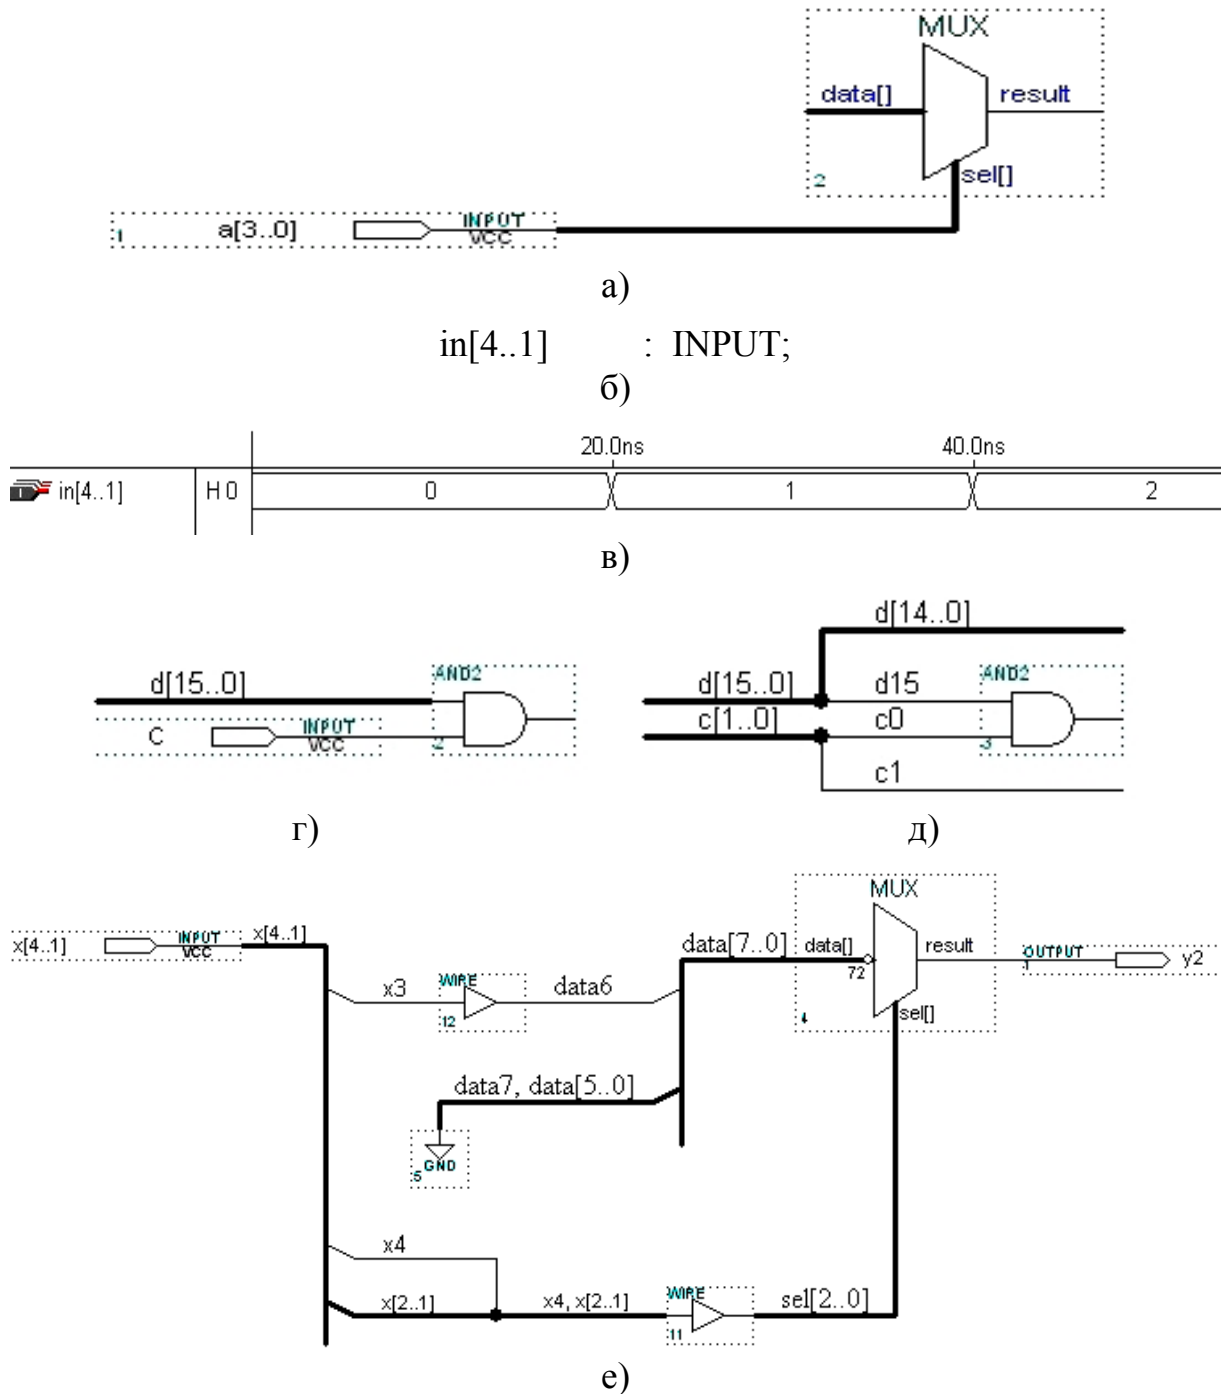 MUX
data[]
result
sel[]
2
1
a[3..0]
INPUT
VCC
а)
in[4..1] : INPUT;
б)
20.0ns 40.0ns
in[4..1] H 0 0 1 2
в)
d[15..0]
AND2
C
INPUT
VCC
2
г)
d[14..0]
d[15..0]
d15
AND2
c[1..0]
c0
3
c1
д)
MUX
x[4..1]
INPUT
VCC
x[4..1]
data[7..0]
data[]
result
OUTPUT
1
y2
72
x3
WIRE
12
data6
4
sel[]
data7, data[5..0]
GND
5
x4
x[2..1]
x4, x[2..1]
WIRE
11
sel[2..0]
е)